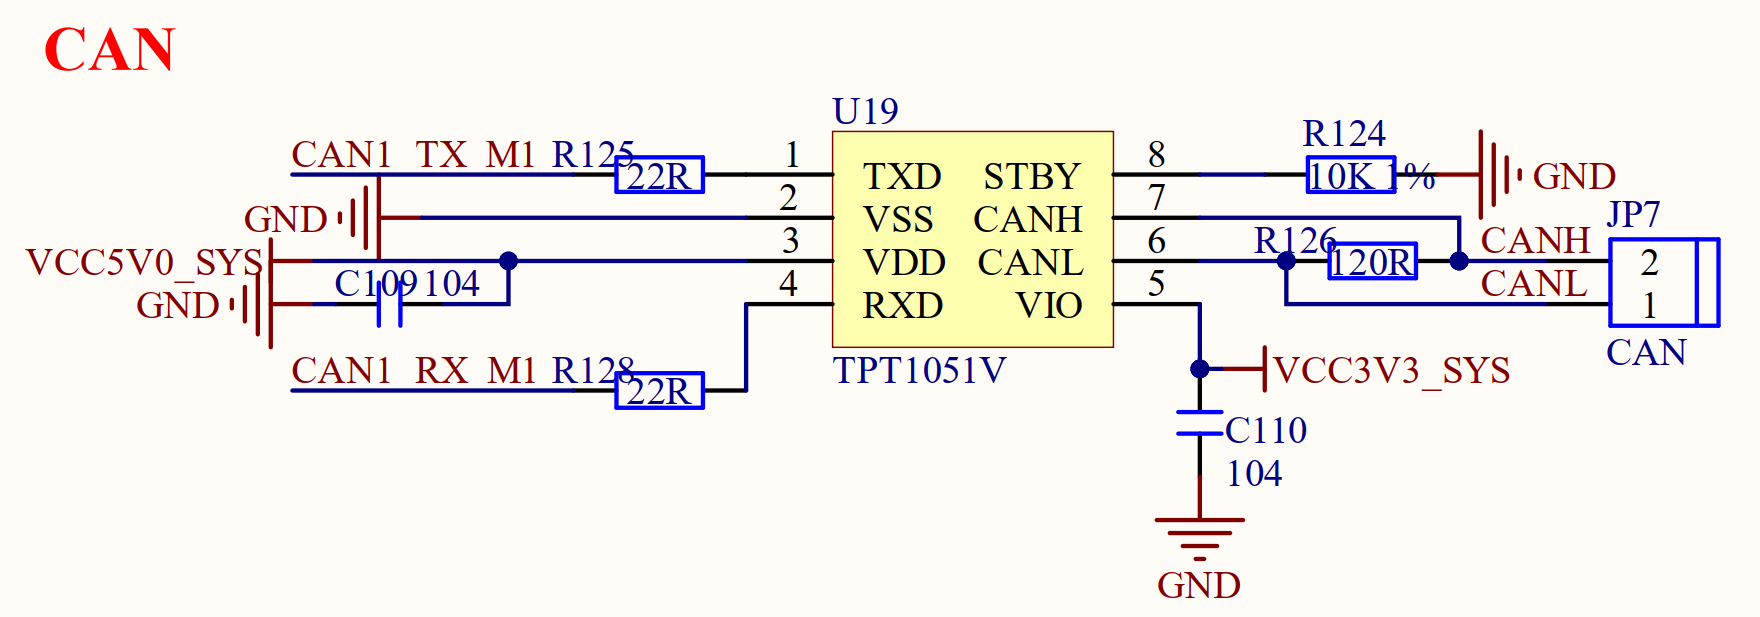 CAN
U19
CAN1_TX_M1 R125 22R 1 TXD STBY 8 R124 10K 1% GND
GND 2 VSS CANH 7 JP7
VCC5V0_SYS 3 VDD CANL 6 R126 120R CANH 2
GND C109 104 4 RXD VIO 5 CANL 1
CAN1_RX_M1 R128 22R TPT1051V VCC3V3_SYS CAN
C110
104
GND